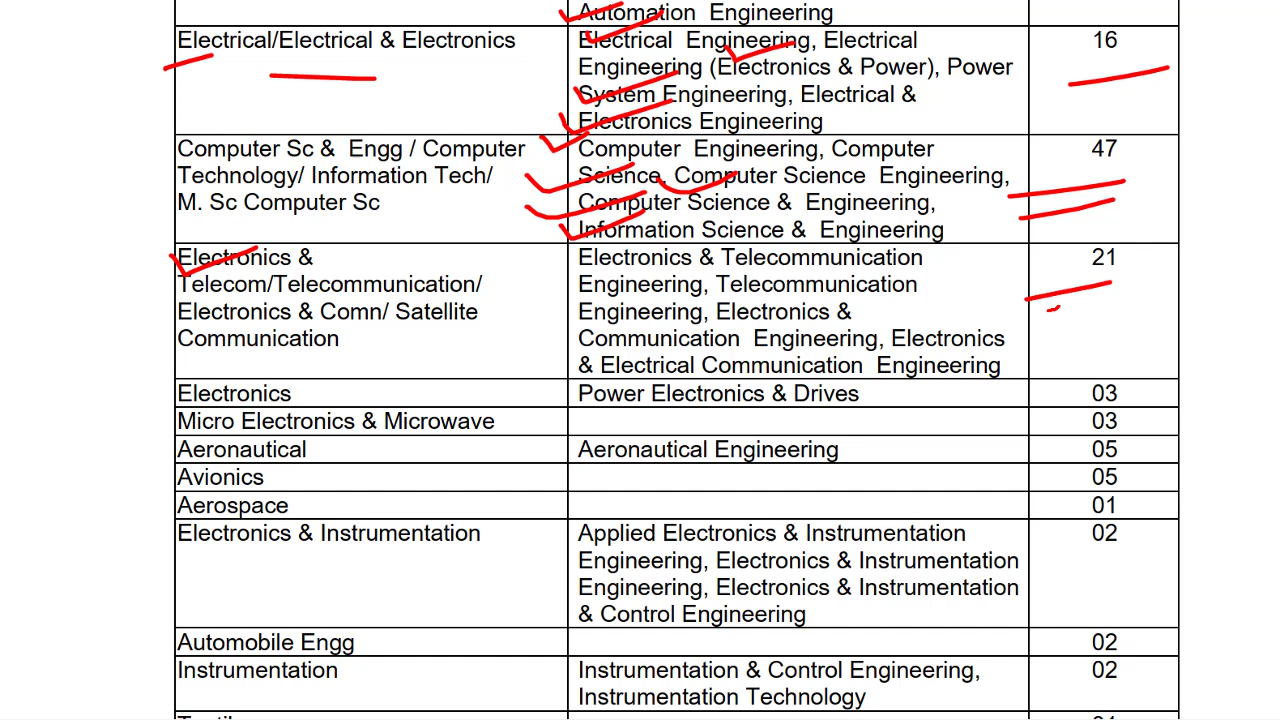 Automation Engineering
Electrical/Electrical & Electronics
Electrical Engineering, Electrical
Engineering (Electronics & Power), Power
System Engineering, Electrical &
Electronics Engineering
16
Computer Sc & Engg / Computer
Technology/ Information Tech/
M. Sc Computer Sc
Computer Engineering, Computer
Science, Computer Science Engineering,
Computer Science & Engineering,
Information Science & Engineering
47
Electronics &
Telecom/Telecommunication/
Electronics & Comn/ Satellite
Communication
Electronics & Telecommunication
Engineering, Telecommunication
Engineering, Electronics &
Communication Engineering, Electronics
& Electrical Communication Engineering
21
Electronics
Power Electronics & Drives
03
Micro Electronics & Microwave
03
Aeronautical
Aeronautical Engineering
05
Avionics
05
Aerospace
01
Electronics & Instrumentation
Applied Electronics & Instrumentation
Engineering, Electronics & Instrumentation
Engineering, Electronics & Instrumentation
& Control Engineering
02
Automobile Engg
02
Instrumentation
Instrumentation & Control Engineering,
Instrumentation Technology
02